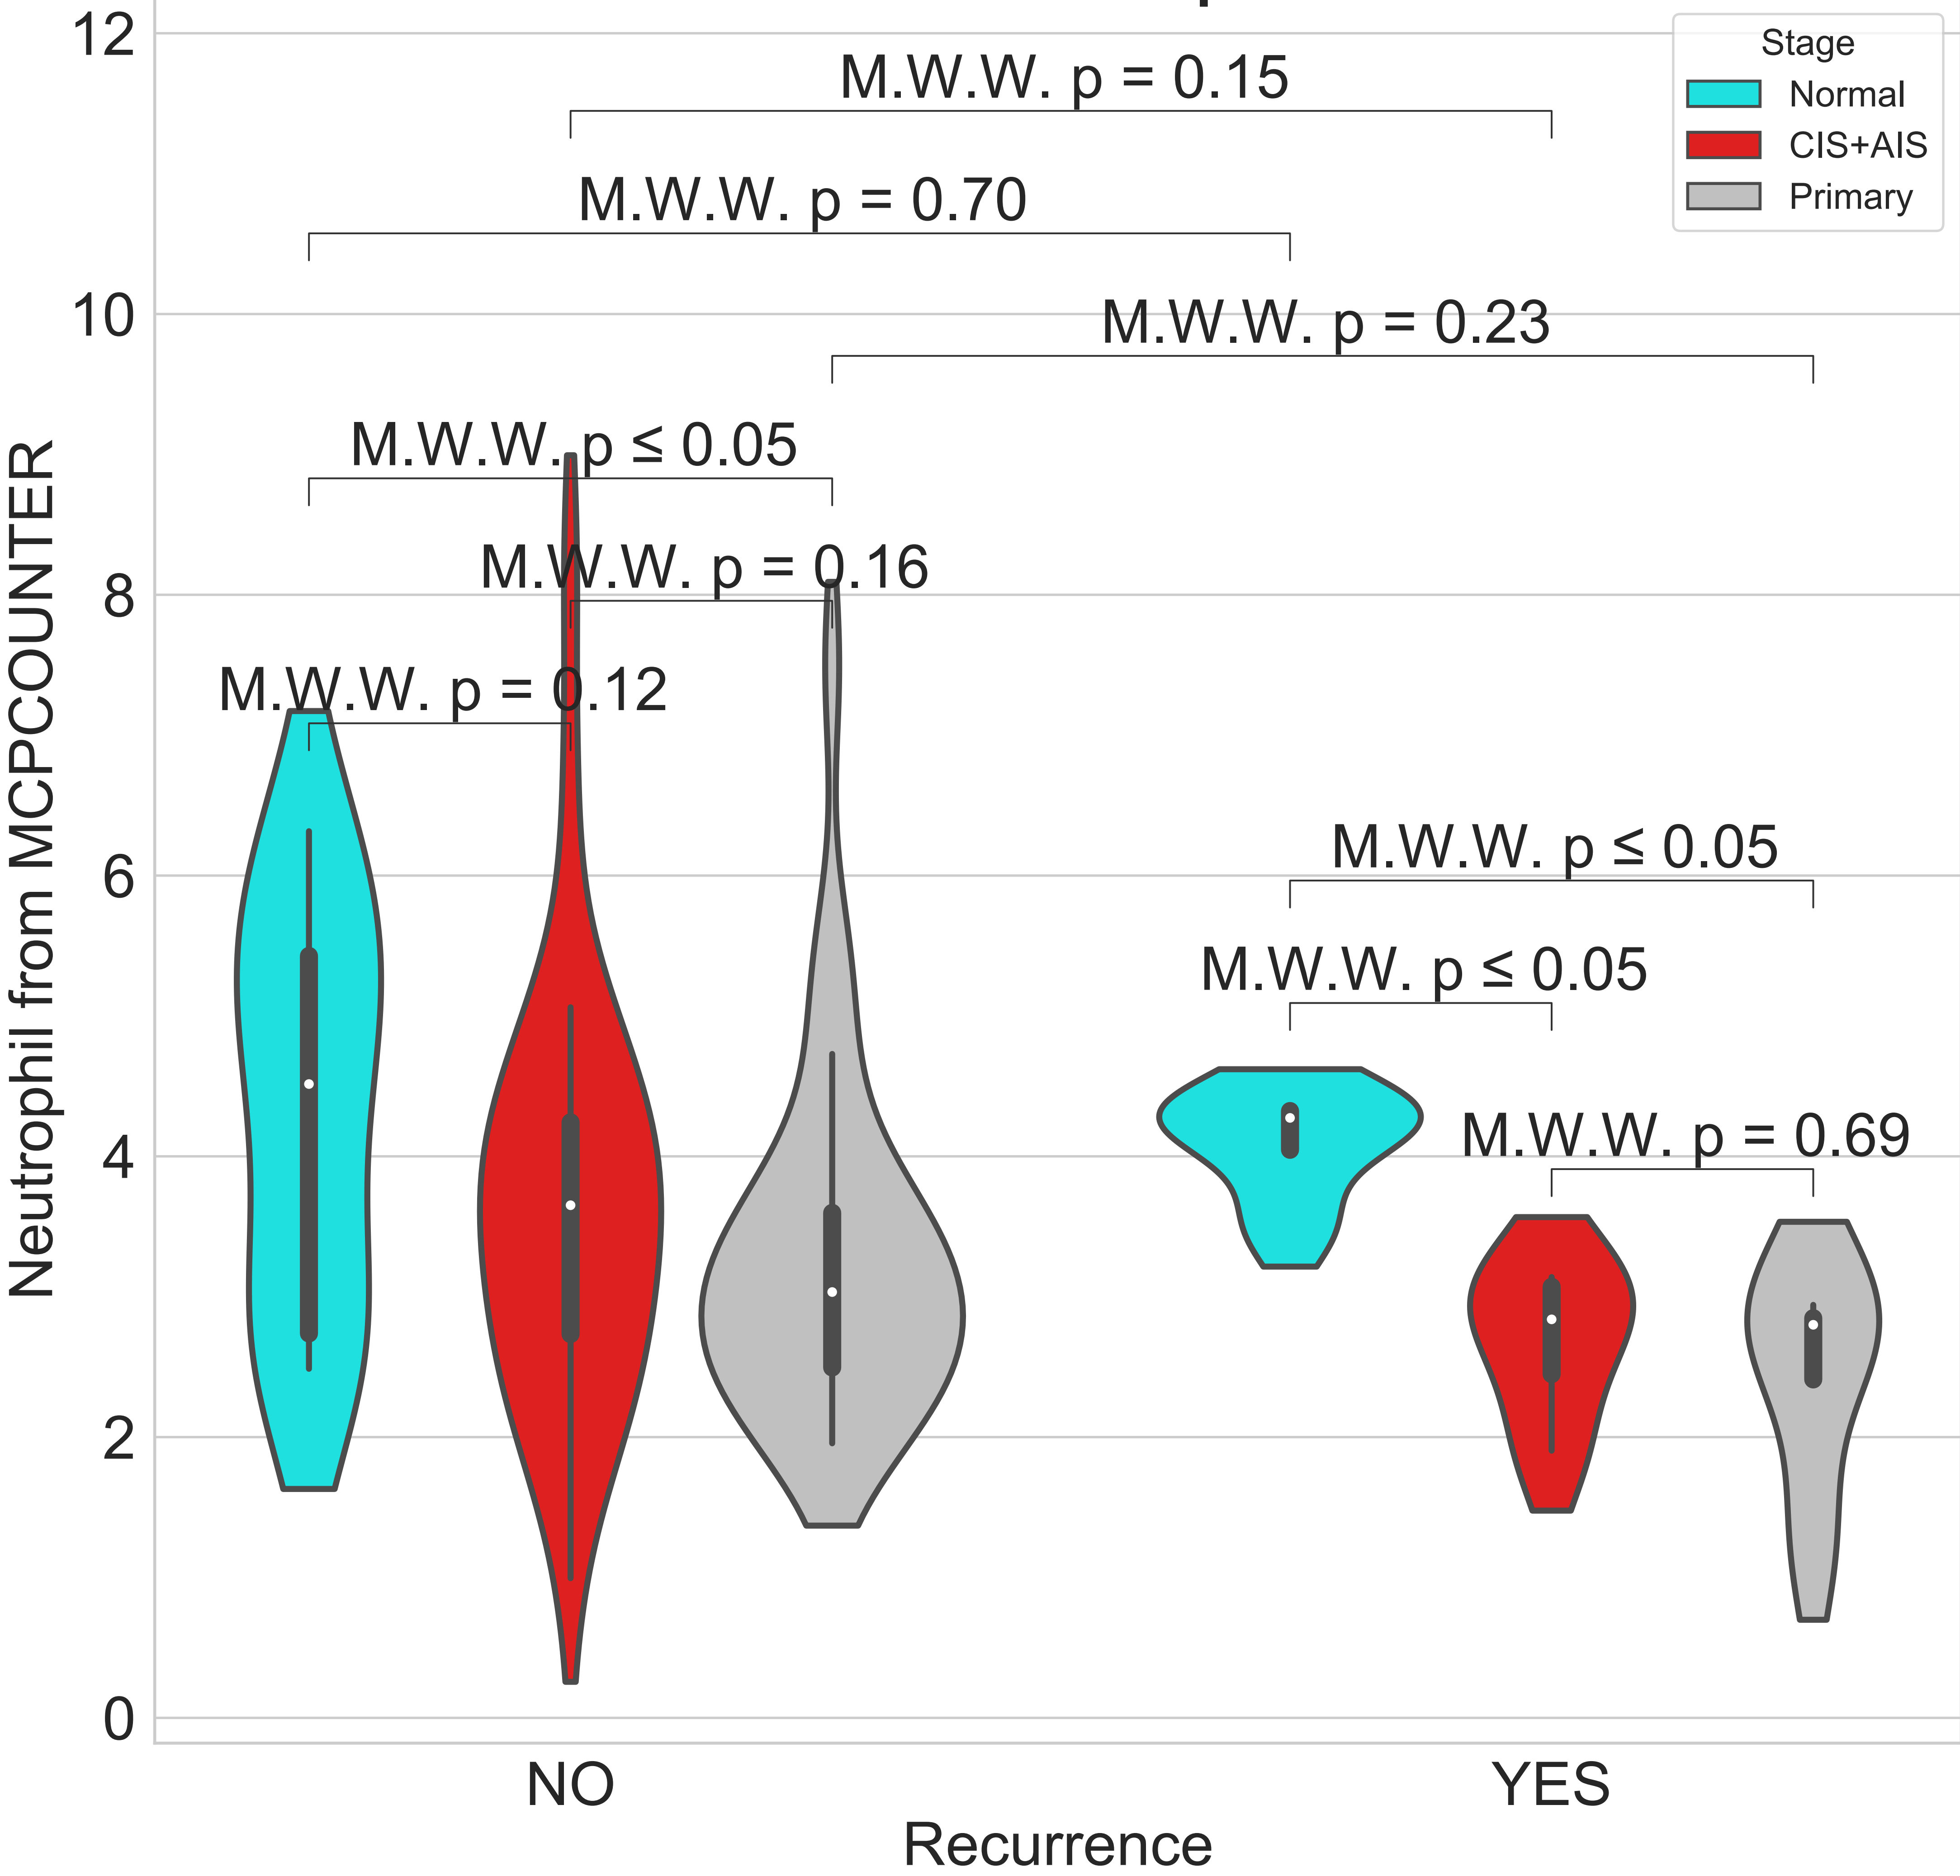 12
10
8
6
4
2
0
Neutrophil from MCPCOUNTER
Stage
Normal
CIS+AIS
Primary
M.W.W. p = 0.15
M.W.W. p = 0.70
M.W.W. p = 0.23
M.W.W. p ≤ 0.05
M.W.W. p = 0.16
M.W.W. p = 0.12
M.W.W. p ≤ 0.05
M.W.W. p ≤ 0.05
M.W.W. p = 0.69
NO
YES
Recurrence